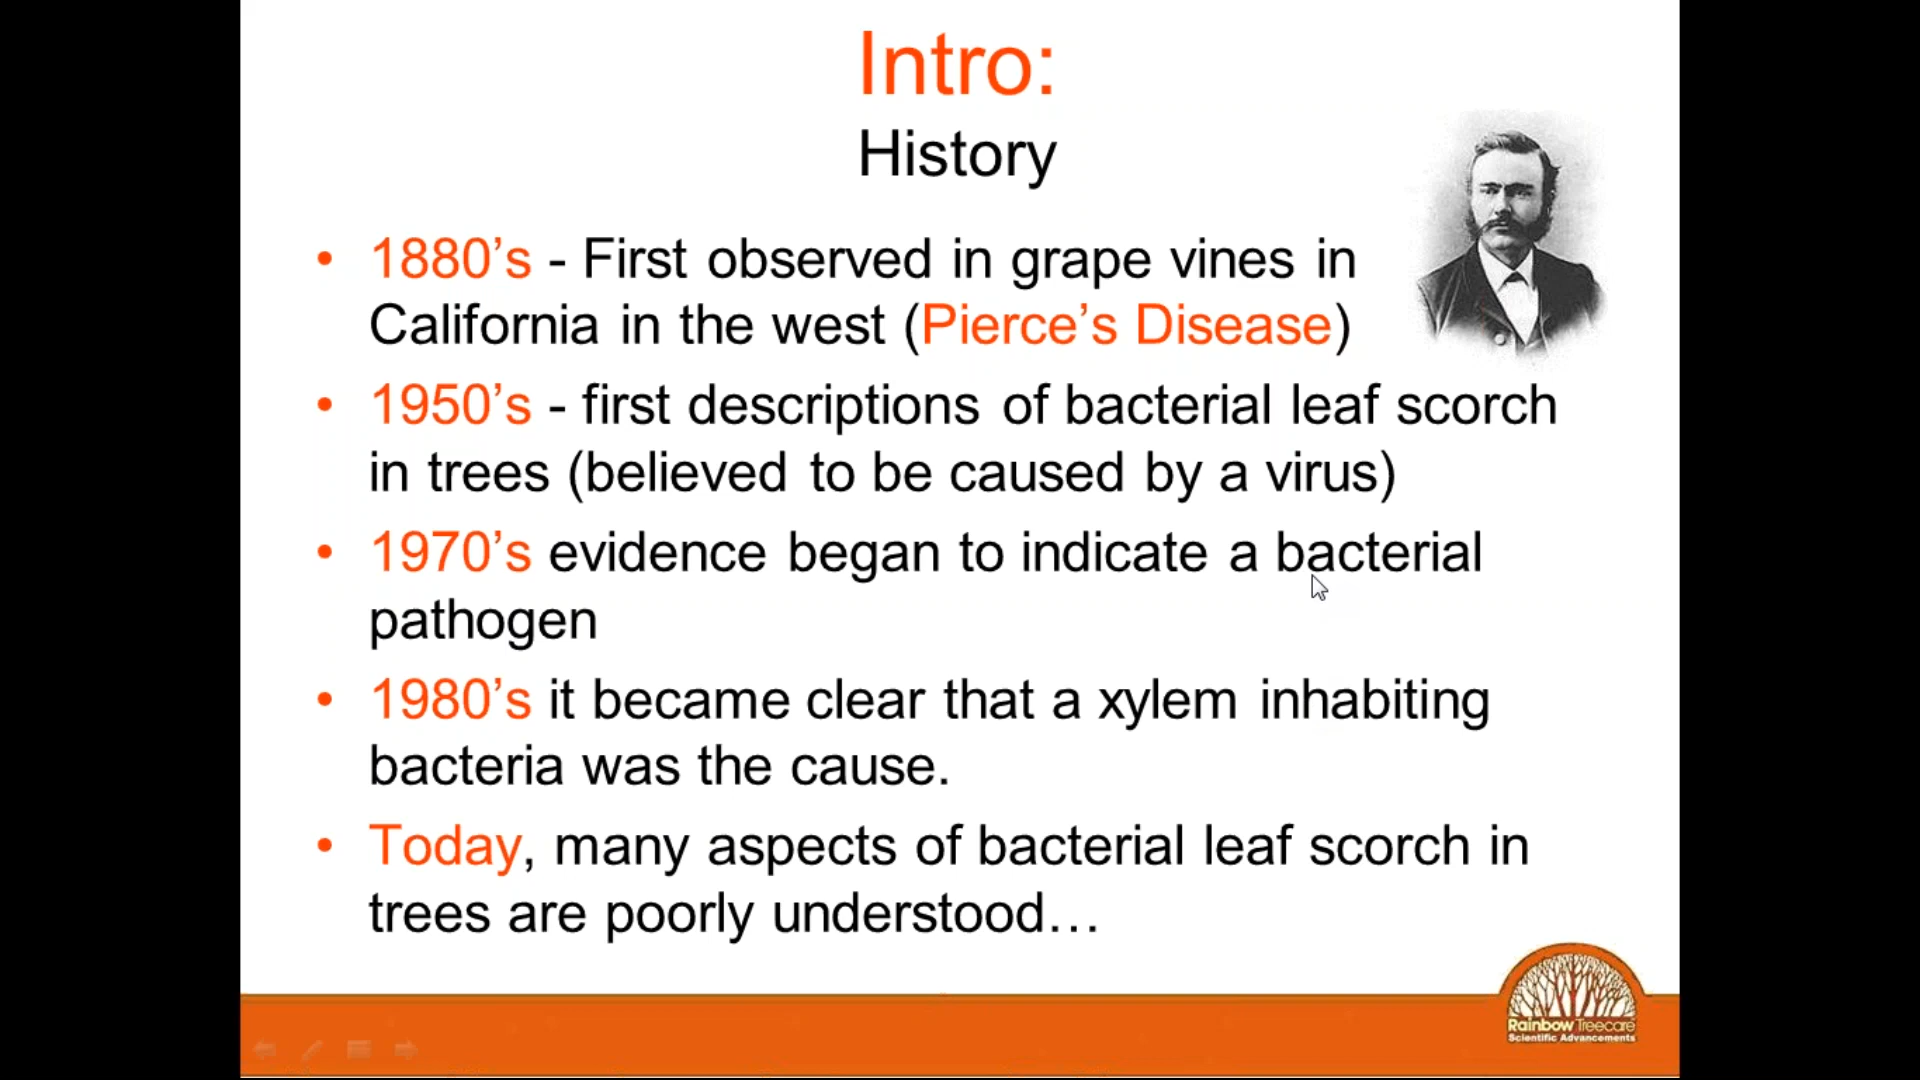 Intro:
History
• 1880’s - First observed in grape vines in
California in the west (Pierce’s Disease)
• 1950’s - first descriptions of bacterial leaf scorch
in trees (believed to be caused by a virus)
• 1970’s evidence began to indicate a bacterial
pathogen
• 1980’s it became clear that a xylem inhabiting
bacteria was the cause.
• Today, many aspects of bacterial leaf scorch in
trees are poorly understood…
Rainbow Treecare
Scientific Advancements